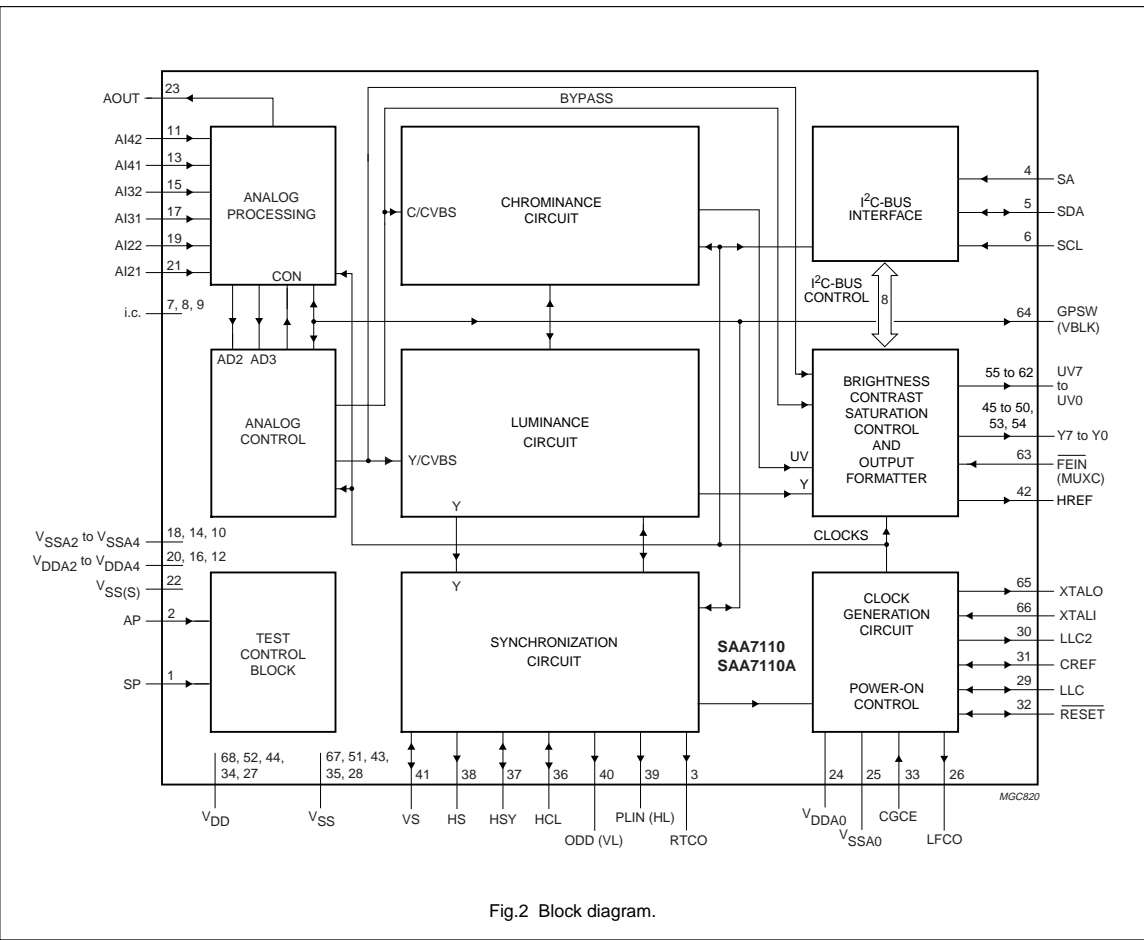 AOUT
23
BYPASS
AI42
11
AI41
13
AI32
15
AI31
17
AI22
19
AI21
21
i.c.
7, 8, 9
ANALOG
PROCESSING
CON
C/CVBS
CHROMINANCE
CIRCUIT
I²C-BUS
INTERFACE
4
SA
5
SDA
6
SCL
I²C-BUS
CONTROL
8
64
GPSW
(VBLK)
AD2
AD3
ANALOG
CONTROL
Y/CVBS
LUMINANCE
CIRCUIT
Y
UV
Y
BRIGHTNESS
CONTRAST
SATURATION
CONTROL
AND
OUTPUT
FORMATTER
55 to 62
UV7
to
UV0
45 to 50,
53, 54
Y7 to Y0
63
FEIN
(MUXC)
42
HREF
CLOCKS
VSSA2 to VSSA4
18, 14, 10
VDDA2 to VDDA4
20, 16, 12
VSS(S)
22
AP
2
SP
1
TEST
CONTROL
BLOCK
Y
SYNCHRONIZATION
CIRCUIT
SAA7110
SAA7110A
CLOCK
GENERATION
CIRCUIT
POWER-ON
CONTROL
65
XTALO
66
XTALI
30
LLC2
31
CREF
29
LLC
32
RESET
68, 52, 44,
34, 27
67, 51, 43,
35, 28
41
38
37
36
40
39
3
24
25
33
26
MGC820
VDD
VSS
VS
HS
HSY
HCL
ODD (VL)
PLIN (HL)
RTCO
VDDA0
VSSA0
CGCE
LFCO
Fig.2 Block diagram.